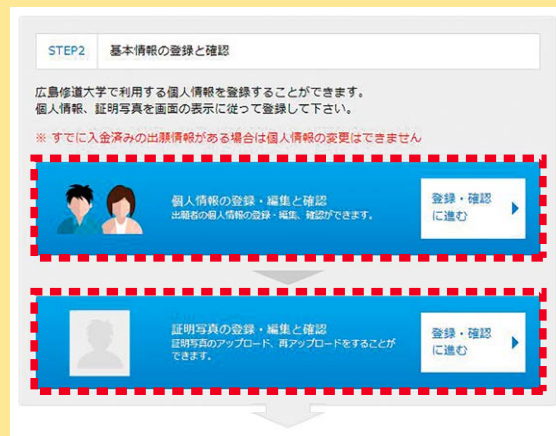 STEP2 基本情報の登録と確認
広島修道大学で利用する個人情報を登録することができます。
個人情報、証明写真を画面の表示に従って登録して下さい。
※ すでに入金済みの出願情報がある場合は個人情報の変更はできません
個人情報の登録・編集と確認
出願者の個人情報の登録・編集、確認ができます。
登録・確認
に進む
証明写真の登録・編集と確認
証明写真のアップロード、再アップロードをすることが
できます。
登録・確認
に進む